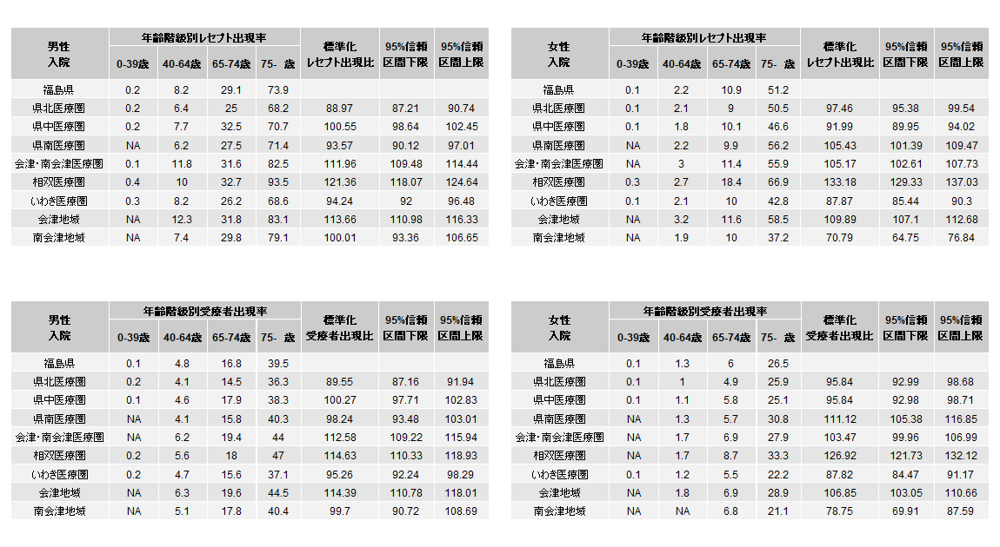 男性 入院 年齢階級別レセプト出現率 標準化 レセプト出現比 95%信頼 区間下限 95%信頼 区間上限
0-39歳 40-64歳 65-74歳 75- 歳
福島県 0.2 8.2 29.1 73.9
県北医療圏 0.2 6.4 25 68.2 88.97 87.21 90.74
県中医療圏 0.2 7.7 32.5 70.7 100.55 98.64 102.45
県南医療圏 NA 6.2 27.5 71.4 93.57 90.12 97.01
会津・南会津医療圏 0.1 11.8 31.6 82.5 111.96 109.48 114.44
相双医療圏 0.4 10 32.7 93.5 121.36 118.07 124.64
いわき医療圏 0.3 8.2 26.2 68.6 94.24 92 96.48
会津地域 NA 12.3 31.8 83.1 113.66 110.98 116.33
南会津地域 NA 7.4 29.8 79.1 100.01 93.36 106.65
女性 入院 年齢階級別レセプト出現率 標準化 レセプト出現比 95%信頼 区間下限 95%信頼 区間上限
0-39歳 40-64歳 65-74歳 75- 歳
福島県 0.1 2.2 10.9 51.2
県北医療圏 0.1 2.1 9 50.5 97.46 95.38 99.54
県中医療圏 0.1 1.8 10.1 46.6 91.99 89.95 94.02
県南医療圏 NA 2.2 9.9 56.2 105.43 101.39 109.47
会津・南会津医療圏 NA 3 11.4 55.9 105.17 102.61 107.73
相双医療圏 0.3 2.7 18.4 66.9 133.18 129.33 137.03
いわき医療圏 0.1 2.1 10 42.8 87.87 85.44 90.3
会津地域 NA 3.2 11.6 58.5 109.89 107.1 112.68
南会津地域 NA 1.9 10 37.2 70.79 64.75 76.84
男性 入院 年齢階級別受療者出現率 標準化 受療者出現比 95%信頼 区間下限 95%信頼 区間上限
0-39歳 40-64歳 65-74歳 75- 歳
福島県 0.1 4.8 16.8 39.5
県北医療圏 0.2 4.1 14.5 36.3 89.55 87.16 91.94
県中医療圏 0.1 4.6 17.9 38.3 100.27 97.71 102.83
県南医療圏 NA 4.1 15.8 40.3 98.24 93.48 103.01
会津・南会津医療圏 NA 6.2 19.4 44 112.58 109.22 115.94
相双医療圏 0.2 5.6 18 47 114.63 110.33 118.93
いわき医療圏 0.2 4.7 15.6 37.1 95.26 92.24 98.29
会津地域 NA 6.3 19.6 44.5 114.39 110.78 118.01
南会津地域 NA 5.1 17.8 40.4 99.7 90.72 108.69
女性 入院 年齢階級別受療者出現率 標準化 受療者出現比 95%信頼 区間下限 95%信頼 区間上限
0-39歳 40-64歳 65-74歳 75- 歳
福島県 0.1 1.3 6 26.5
県北医療圏 0.1 1 4.9 25.9 95.84 92.99 98.68
県中医療圏 0.1 1.1 5.8 25.1 95.84 92.98 98.71
県南医療圏 NA 1.3 5.7 30.8 111.12 105.38 116.85
会津・南会津医療圏 NA 1.7 6.9 27.9 103.47 99.96 106.99
相双医療圏 NA 1.7 8.7 33.3 126.92 121.73 132.12
いわき医療圏 0.1 1.2 5.5 22.2 87.82 84.47 91.17
会津地域 NA 1.8 6.9 28.9 106.85 103.05 110.66
南会津地域 NA NA 6.8 21.1 78.75 69.91 87.59